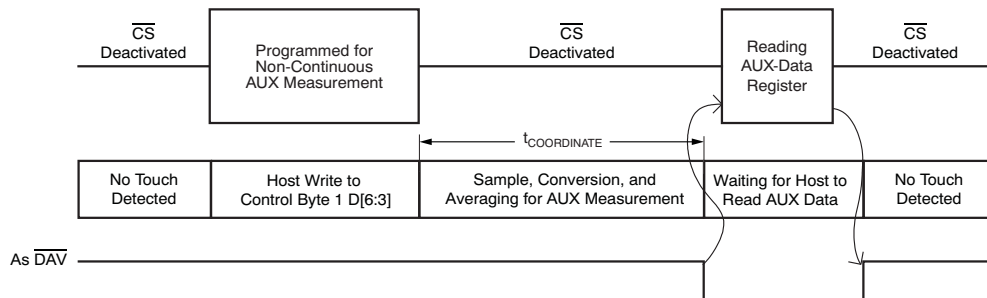 CS
Deactivated
Programmed for
Non-Continuous
AUX Measurement
CS
Deactivated
Reading
AUX-Data
Register
CS
Deactivated
tCOORDINATE
No Touch
Detected
Host Write to
Control Byte 1 D[6:3]
Sample, Conversion, and
Averaging for AUX Measurement
Waiting for Host to
Read AUX Data
No Touch
Detected
As DAV